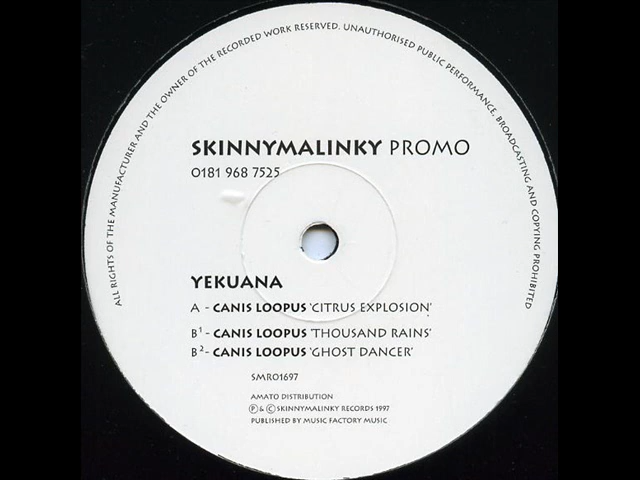 ALL RIGHTS OF THE MANUFACTURER AND THE OWNER OF THE RECORDED WORK RESERVED. UNAUTHORISED PUBLIC PERFORMANCE, BROADCASTING AND COPYING PROHIBITED
SKINNYMALINKY PROMO
0181 968 7525
YEKUANA
A - CANIS LOOPUS 'CITRUS EXPLOSION'
B¹ - CANIS LOOPUS 'THOUSAND RAINS'
B² - CANIS LOOPUS 'GHOST DANCER'
SMR01697
AMATO DISTRIBUTION
Ⓟ & © SKINNYMALINKY RECORDS 1997
PUBLISHED BY MUSIC FACTORY MUSIC